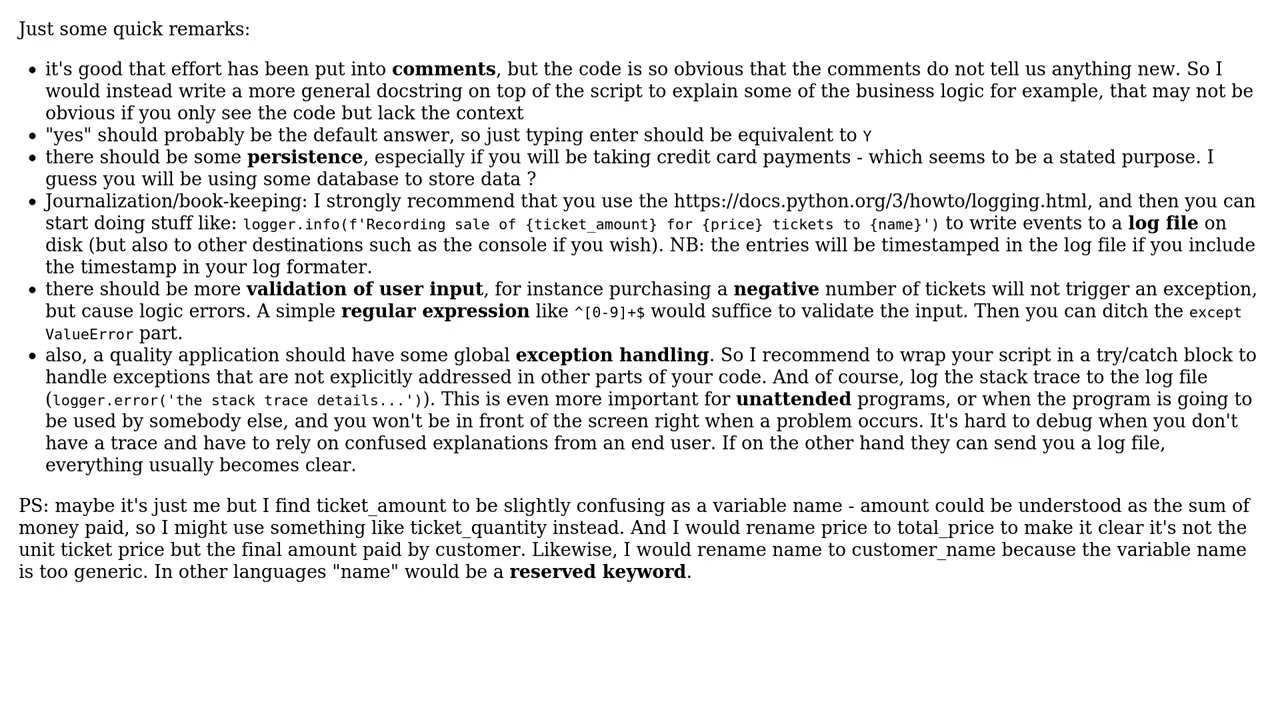 Just some quick remarks:
• it's good that effort has been put into comments, but the code is so obvious that the comments do not tell us anything new. So I
would instead write a more general docstring on top of the script to explain some of the business logic for example, that may not be
obvious if you only see the code but lack the context
• "yes" should probably be the default answer, so just typing enter should be equivalent to Y
• there should be some persistence, especially if you will be taking credit card payments - which seems to be a stated purpose. I
guess you will be using some database to store data ?
• Journalization/book-keeping: I strongly recommend that you use the https://docs.python.org/3/howto/logging.html, and then you can
start doing stuff like: logger.info(f'Recording sale of {ticket_amount} for {price} tickets to {name}') to write events to a log file on
disk (but also to other destinations such as the console if you wish). NB: the entries will be timestamped in the log file if you include
the timestamp in your log formater.
• there should be more validation of user input, for instance purchasing a negative number of tickets will not trigger an exception,
but cause logic errors. A simple regular expression like ^[0-9]+$ would suffice to validate the input. Then you can ditch the except
ValueError part.
• also, a quality application should have some global exception handling. So I recommend to wrap your script in a try/catch block to
handle exceptions that are not explicitly addressed in other parts of your code. And of course, log the stack trace to the log file
(logger.error('the stack trace details...')). This is even more important for unattended programs, or when the program is going to
be used by somebody else, and you won't be in front of the screen right when a problem occurs. It's hard to debug when you don't
have a trace and have to rely on confused explanations from an end user. If on the other hand they can send you a log file,
everything usually becomes clear.
PS: maybe it's just me but I find ticket_amount to be slightly confusing as a variable name - amount could be understood as the sum of
money paid, so I might use something like ticket_quantity instead. And I would rename price to total_price to make it clear it's not the
unit ticket price but the final amount paid by customer. Likewise, I would rename name to customer_name because the variable name
is too generic. In other languages "name" would be a reserved keyword.